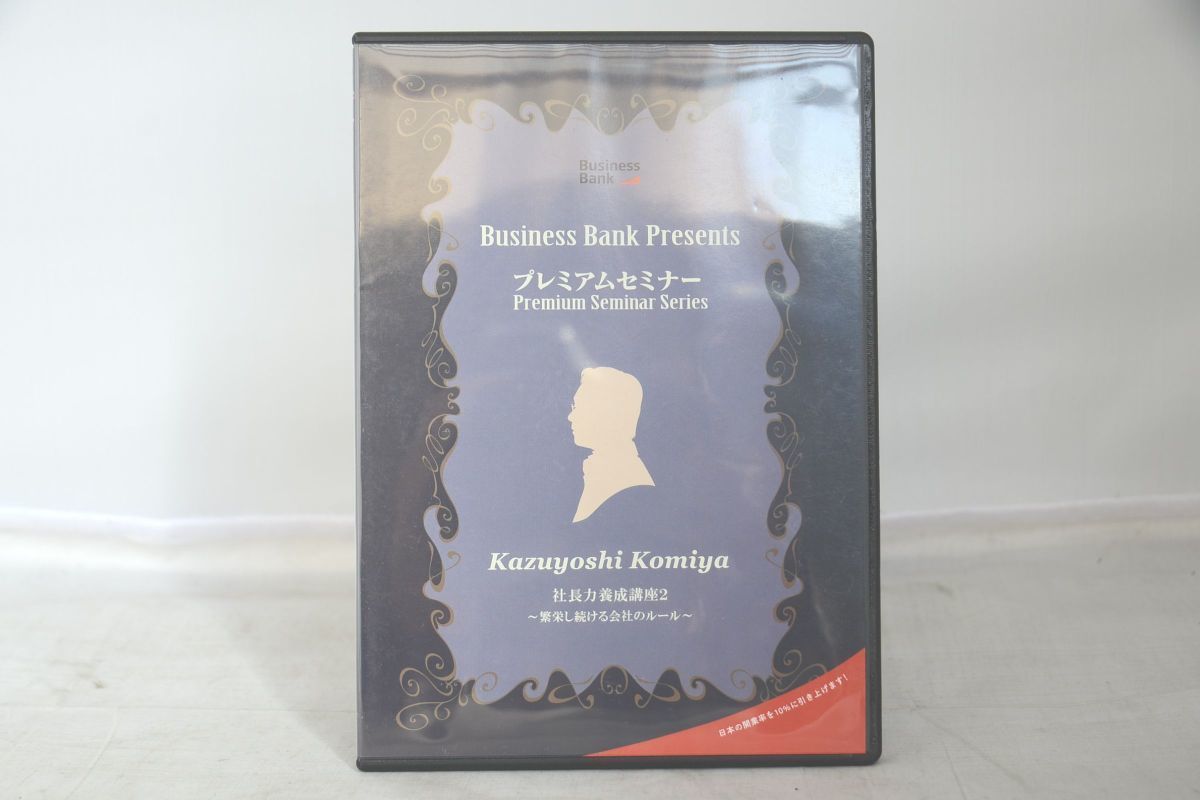 Business
Bank
Business Bank Presents
プレミアムセミナー
Premium Seminar Series
Kazuyoshi Komiya
社長力養成講座2
～繁栄し続ける会社のルール～
日本の開業率を10%に引き上げます!